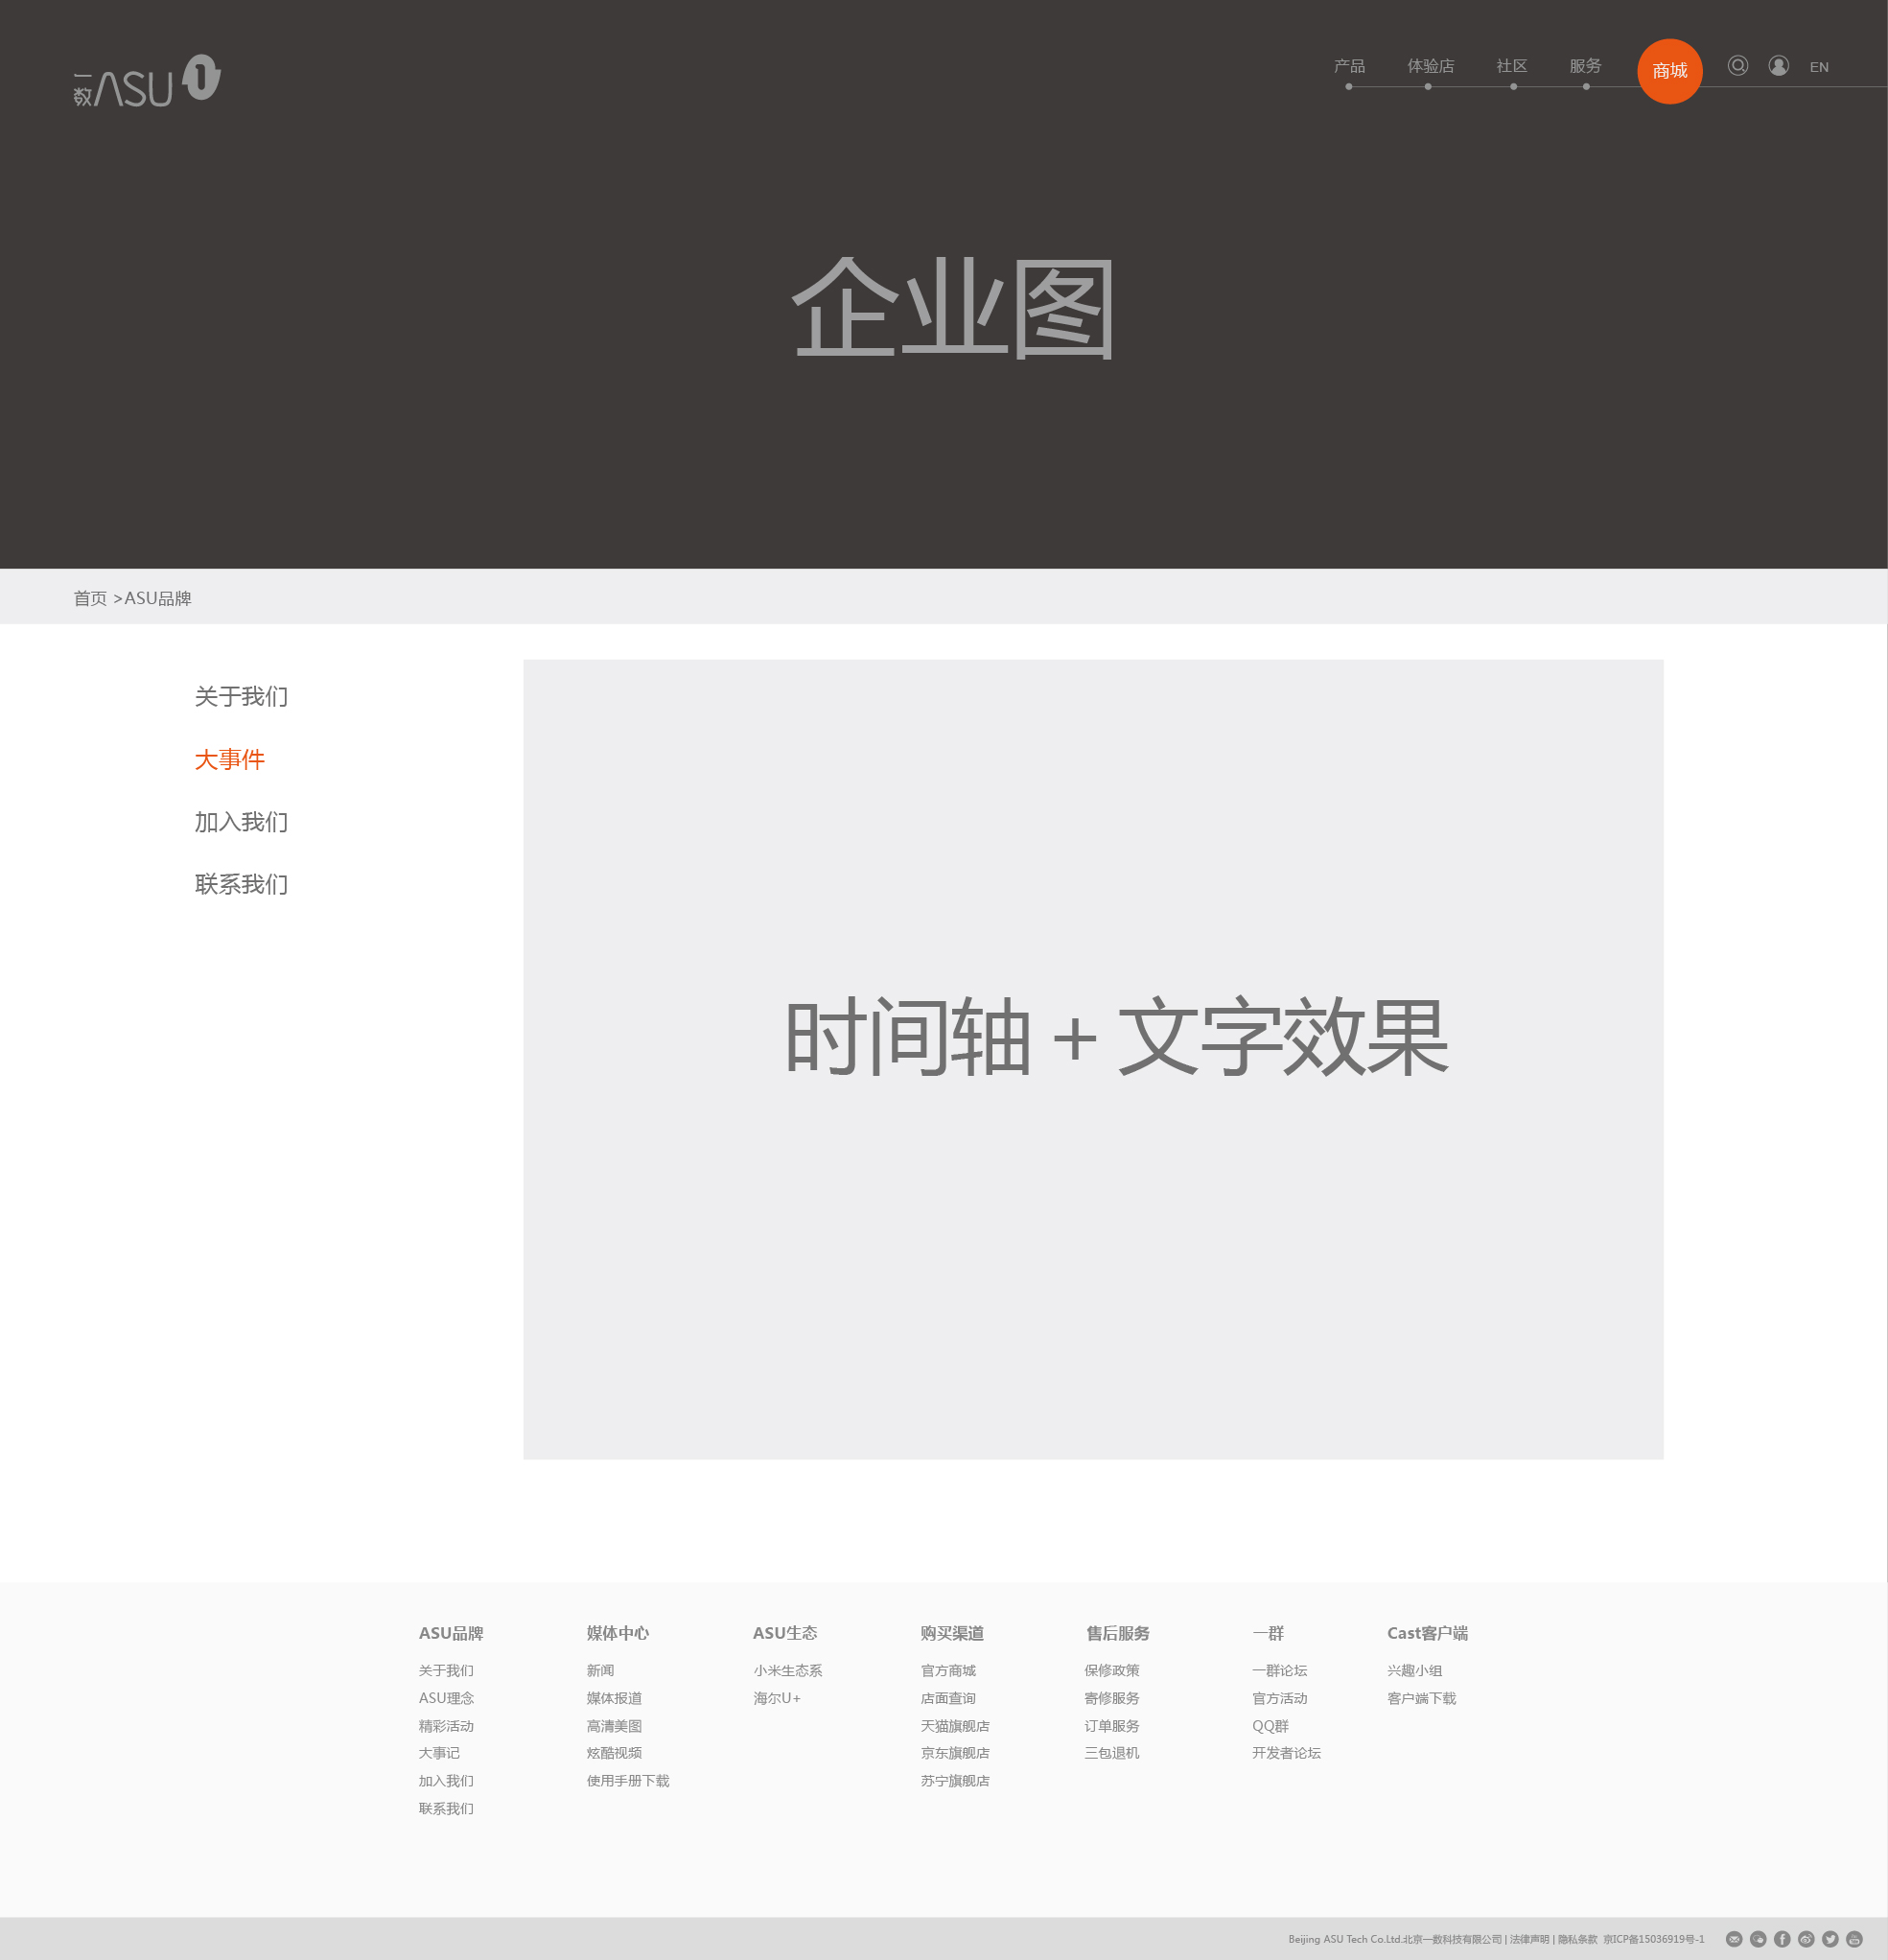 一数 ASU
产品 体验店 社区 服务 商城 EN
企业图
首页 >ASU品牌
关于我们
大事件
加入我们
联系我们
时间轴 + 文字效果
ASU品牌
关于我们
ASU理念
精彩活动
大事记
加入我们
联系我们
媒体中心
新闻
媒体报道
高清美图
炫酷视频
使用手册下载
ASU生态
小米生态系
海尔U+
购买渠道
官方商城
店面查询
天猫旗舰店
京东旗舰店
苏宁旗舰店
售后服务
保修政策
寄修服务
订单服务
三包退机
一群
一群论坛
官方活动
QQ群
开发者论坛
Cast客户端
兴趣小组
客户端下载
Beijing ASU Tech Co.Ltd.北京一数科技有限公司 | 法律声明 | 隐私条款 京ICP备15036919号-1